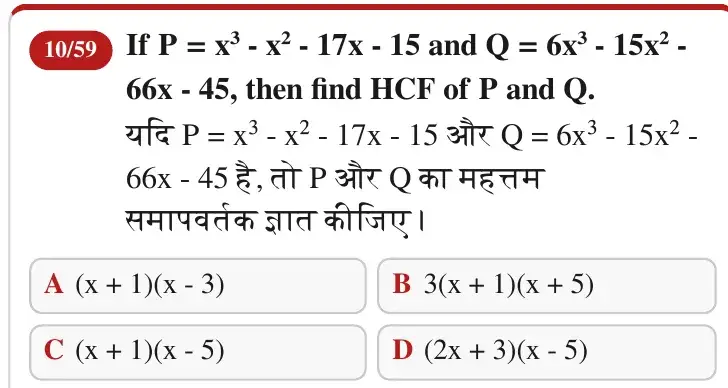 10/59 If P = x³ - x² - 17x - 15 and Q = 6x³ - 15x² -
66x - 45, then find HCF of P and Q.
यदि P = x³ - x² - 17x - 15 और Q = 6x³ - 15x² -
66x - 45 है, तो P और Q का महत्तम
समापवर्तक ज्ञात कीजिए।
A (x + 1)(x - 3)
B 3(x + 1)(x + 5)
C (x + 1)(x - 5)
D (2x + 3)(x - 5)